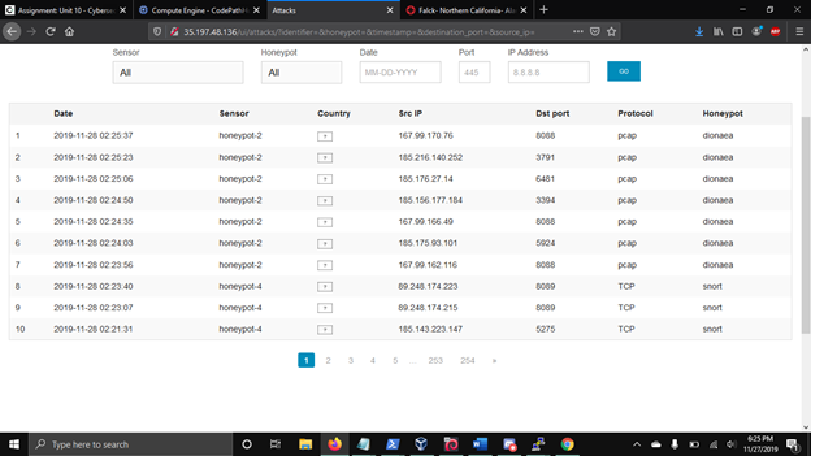 Assignment: Unit 10 - Cyberse
Compute Engine - CodePath
Attacks
Falck- Northern California- Al
35.197.48.136/ui/attacks/?identifier=&honeypot=&timestamp=&destination_port=&source_ip=
Sensor Honeypot Date Port IP Address
All All MM-DD-YYYY 445 8.8.8.8 GO
Date Sensor Country Src IP Dst port Protocol Honeypot
1 2019-11-28 02:25:37 honeypot-2 167.99.170.76 8088 pcap dionaea
2 2019-11-28 02:25:23 honeypot-2 185.216.140.252 3791 pcap dionaea
3 2019-11-28 02:25:06 honeypot-2 185.176.27.14 6481 pcap dionaea
4 2019-11-28 02:24:50 honeypot-2 185.156.177.184 3394 pcap dionaea
5 2019-11-28 02:24:35 honeypot-2 167.99.166.49 8088 pcap dionaea
6 2019-11-28 02:24:03 honeypot-2 185.175.93.101 5924 pcap dionaea
7 2019-11-28 02:23:56 honeypot-2 167.99.162.116 8088 pcap dionaea
8 2019-11-28 02:23:40 honeypot-4 89.248.174.223 8089 TCP snort
9 2019-11-28 02:23:07 honeypot-4 89.248.174.215 8089 TCP snort
10 2019-11-28 02:21:31 honeypot-4 185.143.223.147 5275 TCP snort
1 2 3 4 5 ... 253 254 »
Type here to search
6:25 PM
11/27/2019